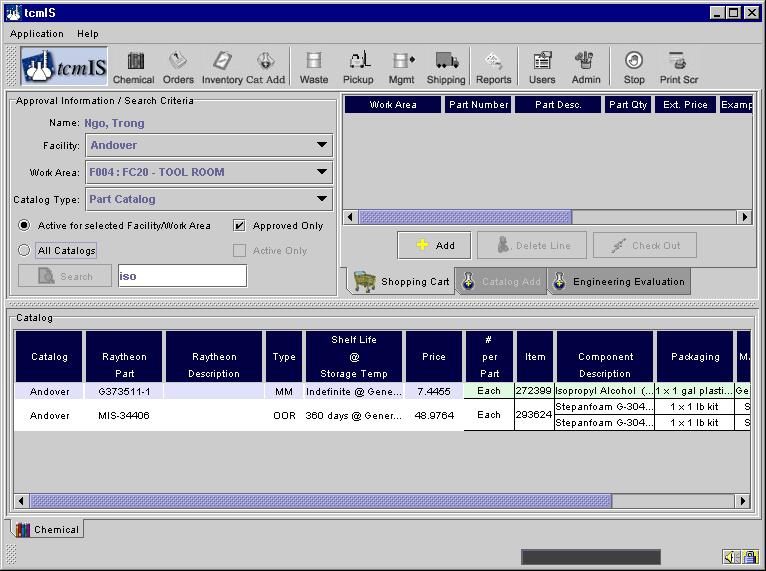 tcmIS
Application Help
tcmIS
Chemical Orders Inventory Cat Add Waste Pickup Mgmt Shipping Reports Users Admin Stop Print Scr
Approval Information / Search Criteria
Name: Ngo, Trong
Facility: Andover
Work Area: F004 : FC20 - TOOL ROOM
Catalog Type: Part Catalog
Active for selected Facility/Work Area Approved Only
All Catalogs Active Only
Search iso
Work Area Part Number Part Desc. Part Qty Ext. Price Examp
Add Delete Line Check Out
Shopping Cart Catalog Add Engineering Evaluation
Catalog
Catalog Raytheon Part Raytheon Description Type Shelf Life @ Storage Temp Price # per Part Item Component Description Packaging M.
Andover G373511-1 MM Indefinite @ Gene... 7.4455 Each 272399 Isopropyl Alcohol (... 1 x 1 gal plasti... Ge
Andover MIS-34406 OOR 360 days @ Gener... 48.9764 Each 293624 Stepanfoam G-304... 1 x 1 lb kit S
Stepanfoam G-304... 1 x 1 lb kit S
Chemical